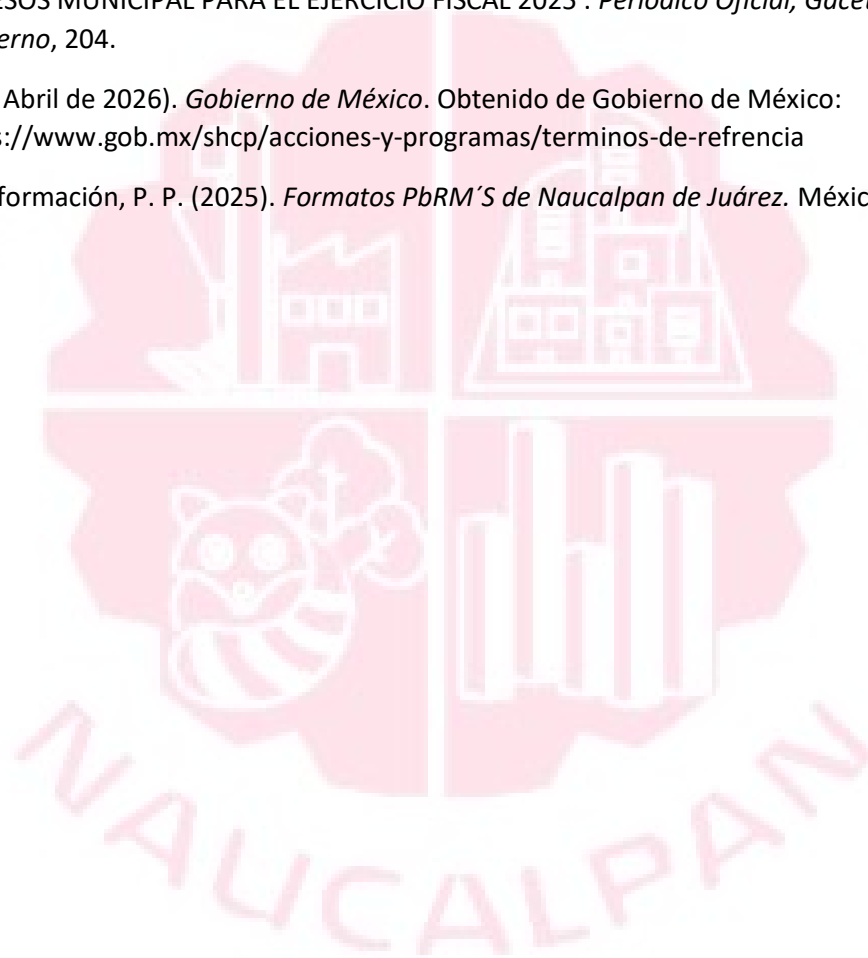 ESOS MUNICIPAL PARA EL EJERCICIO FISCAL 2025 . Periódico Oficial, Gacet
erno, 204.
Abril de 2026). Gobierno de México. Obtenido de Gobierno de México:
s://www.gob.mx/shcp/acciones-y-programas/terminos-de-refrencia
formación, P. P. (2025). Formatos PbRM´S de Naucalpan de Juárez. Méxic
NAUCALPAN